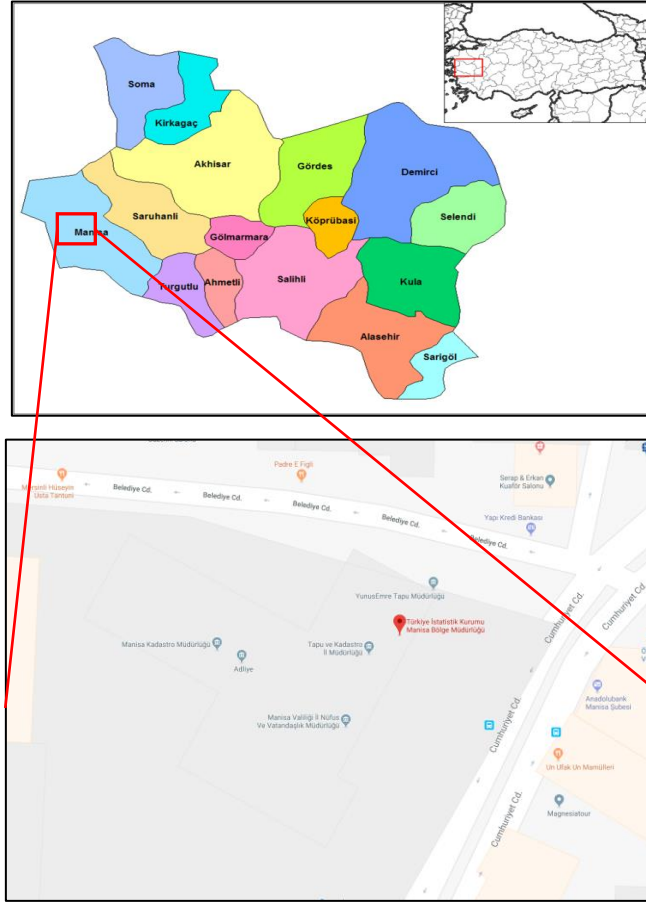 Soma
Kirkagaç
Akhisar
Gördes
Demirci
Saruhanli
Köprübasi
Selendi
Manisa
Gölmarmara
Turgutlu
Ahmetli
Salihli
Kula
Alasehir
Sarigöl
Padre E Figli
Mersinli Hüseyin
Usta Tantuni
Serap & Erkan
Kuaför Salonu
Belediye Cd.
Belediye Cd.
Belediye Cd.
Belediye Cd.
Belediye Cd.
Yapı Kredi Bankası
YunusEmre Tapu Müdürlüğü
Türkiye İstatistik Kurumu
Manisa Bölge Müdürlüğü
Cumhuriyet Cd.
Cumhuriyet Cd.
Manisa Kadastro Müdürlüğü
Tapu ve Kadastro
İl Müdürlüğü
Adliye
Anadolubank
Manisa Şubesi
Manisa Valiliği İl Nüfus
Ve Vatandaşlık Müdürlüğü
Cumhuriyet Cd.
Un Ufak Un Mamülleri
Magnesiatour
Cumhuriyet Cd.